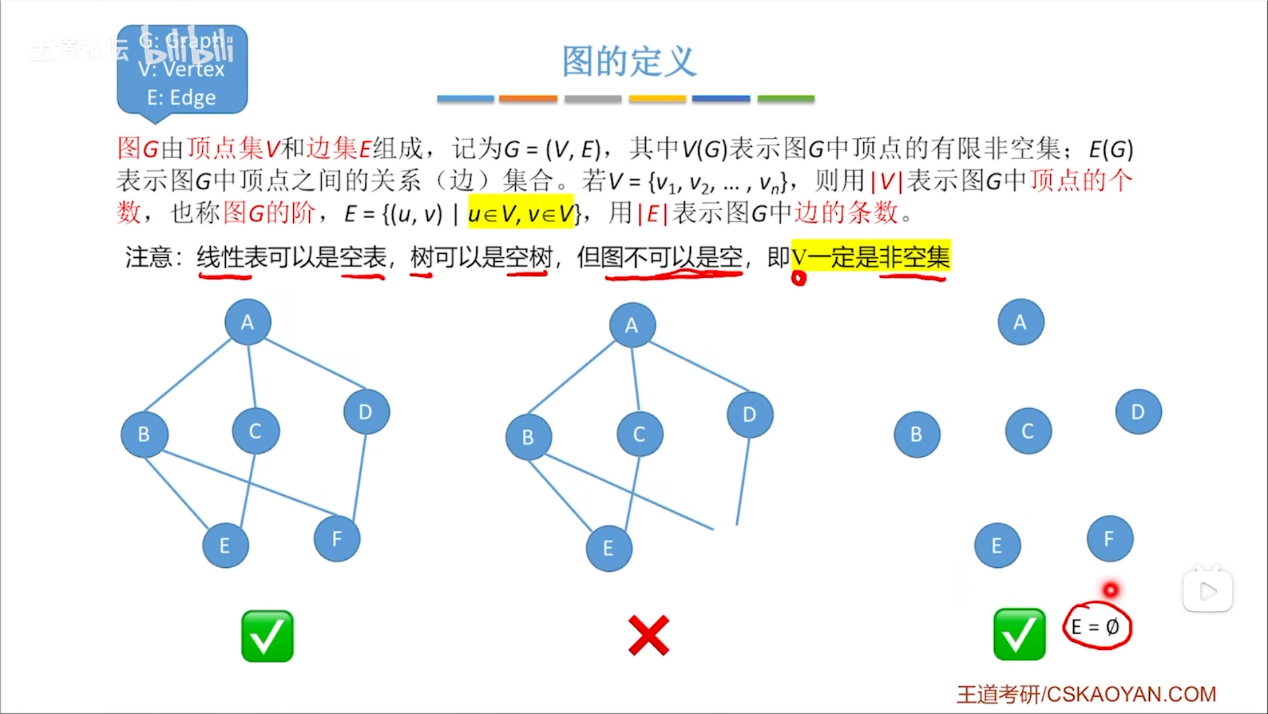 王道论坛 bilibili
G: Graph
V: Vertex
E: Edge
图的定义
图G由顶点集V和边集E组成，记为G = (V, E)，其中V(G)表示图G中顶点的有限非空集；E(G)
表示图G中顶点之间的关系（边）集合。若V = {v₁, v₂, … , vₙ}，则用|V|表示图G中顶点的个
数，也称图G的阶，E = {(u, v) | u∈V, v∈V}，用|E|表示图G中边的条数。
注意：线性表可以是空表，树可以是空树，但图不可以是空，即V一定是非空集
A
B
C
D
E
F
A
B
C
D
E
A
B
C
D
E
F
E = Ø
王道考研/CSKAOYAN.COM